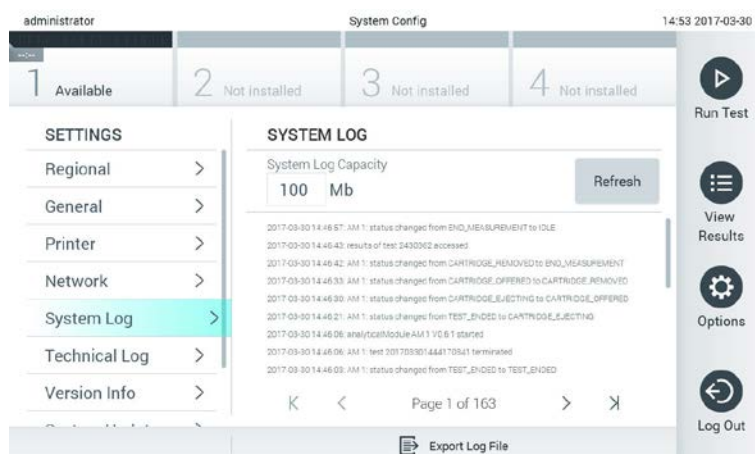 administrator System Config 14:53 2017-03-30
--:--
1 Available
2 Not installed
3 Not installed
4 Not installed
Run Test
View Results
Options
Log Out
SETTINGS
Regional
General
Printer
Network
System Log
Technical Log
Version Info
SYSTEM LOG
System Log Capacity
100 Mb
Refresh
2017-03-30 14:46:57: AM 1: status changed from END_MEASUREMENT to IDLE
2017-03-30 14:46:43: results of test 2430362 accessed
2017-03-30 14:46:42: AM 1: status changed from CARTRIDGE_REMOVED to END_MEASUREMENT
2017-03-30 14:46:33: AM 1: status changed from CARTRIDGE_OFFERED to CARTRIDGE_REMOVED
2017-03-30 14:46:30: AM 1: status changed from CARTRIDGE_EJECTING to CARTRIDGE_OFFERED
2017-03-30 14:46:21: AM 1: status changed from TEST_ENDED to CARTRIDGE_EJECTING
2017-03-30 14:46:06: analyticalModule AM 1 V0.6.1 started
2017-03-30 14:46:06: AM 1: test 201703301444170341 terminated
2017-03-30 14:46:03: AM 1: status changed from TEST_ENDED to TEST_ENDED
Page 1 of 163
Export Log File